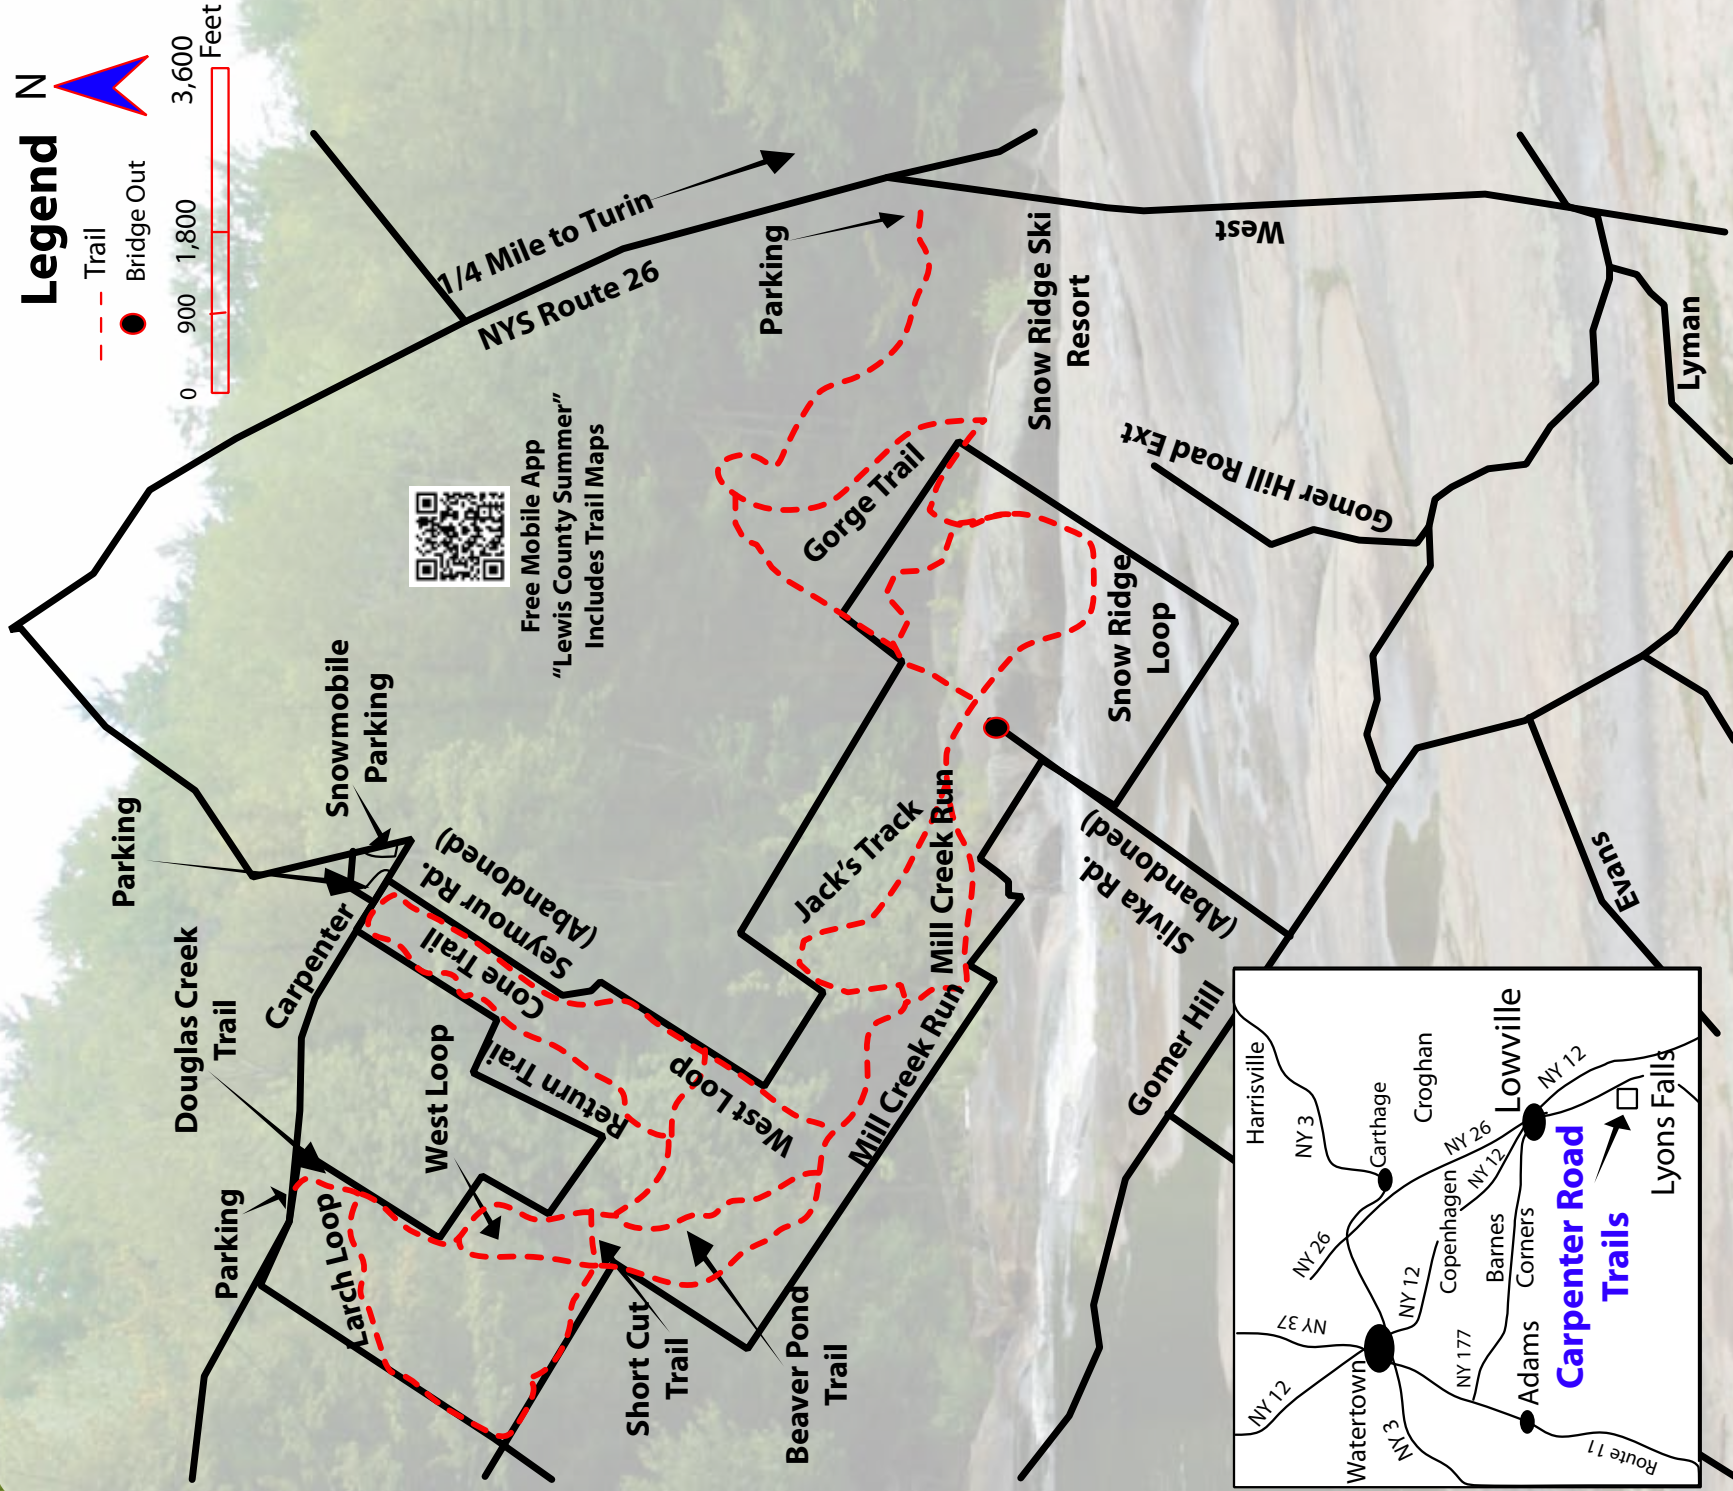 Legend
N
Trail
Bridge Out
0
900
1,800
3,600
Feet
1/4 Mile to Turin
NYS Route 26
Free Mobile App
“Lewis County Summer”
Includes Trail Maps
Parking
Snowmobile
Parking
Parking
Carpenter
Seymour Rd.
(Abandoned)
Cone Trail
Return Trail
Douglas Creek
Trail
West Loop
West Loop
Parking
Larch Loop
Short Cut
Trail
Beaver Pond
Trail
Mill Creek Run
Mill Creek Run
Jack's Track
Gorge Trail
Snow Ridge Ski
Resort
Snow Ridge
Loop
Slivka Rd.
(Abandoned)
Gomer Hill Road Ext
Gomer Hill
West
Lyman
Evans
Harrisville
NY 3
Carthage
Croghan
Lowville
NY 12
NY 26
NY 12
NY 26
Copenhagen
Barnes
Corners
NY 12
NY 37
NY 12
Watertown
NY 3
NY 177
Adams
Route 11
Carpenter Road
Trails
Lyons Falls